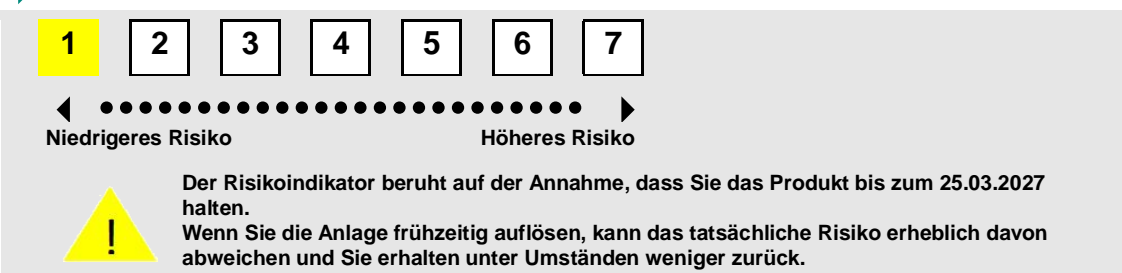 1 2 3 4 5 6 7
Niedrigeres Risiko Höheres Risiko
Der Risikoindikator beruht auf der Annahme, dass Sie das Produkt bis zum 25.03.2027
halten.
Wenn Sie die Anlage frühzeitig auflösen, kann das tatsächliche Risiko erheblich davon
abweichen und Sie erhalten unter Umständen weniger zurück.
!